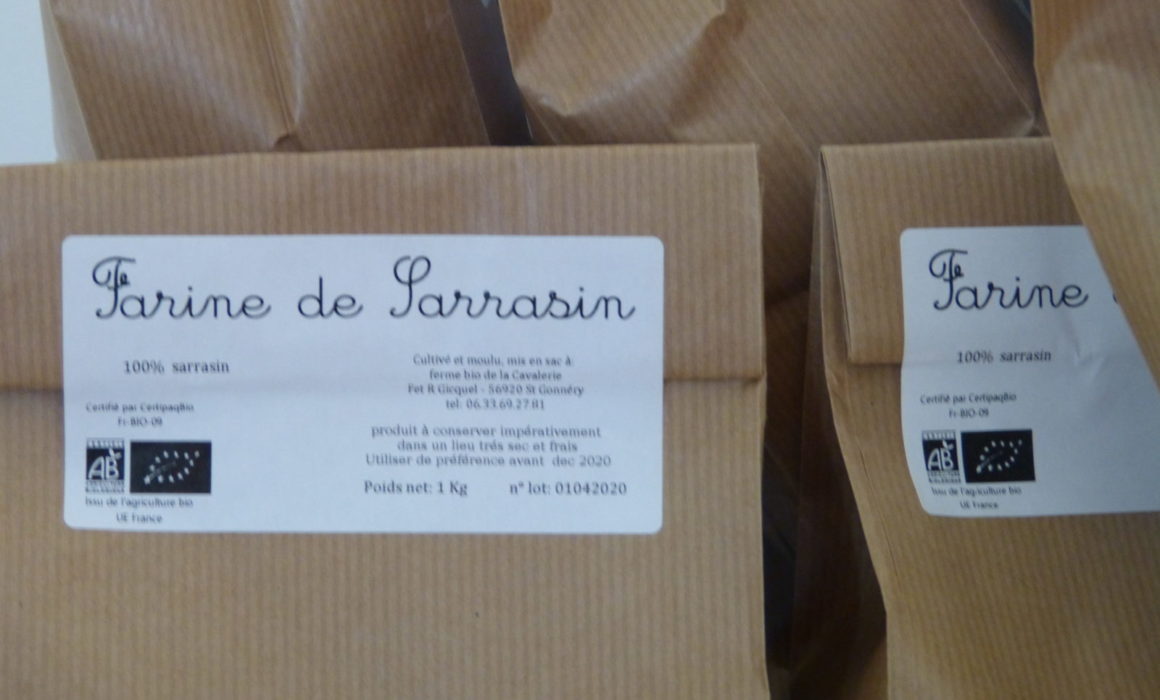 Farine de Sarrasin
100% sarrasin
Cultivé et moulu, mis en sac à:
ferme bio de la Cavalerie
Fet R Gicquel - 56920 St Gonnéry
tel: 06.33.69.27.81
Certifié par CertipaqBio
Fr-BIO-09
produit à conserver impérativement
dans un lieu trés sec et frais
Utiliser de préférence avant dec 2020
Poids net: 1 Kg n° lot: 01042020
AB
Issu de l'agriculture bio
UE France
Farine
100% sarrasin
Certifié par CertipaqBio
Fr-BIO-09
AB
Issu de l'agriculture bio
UE France